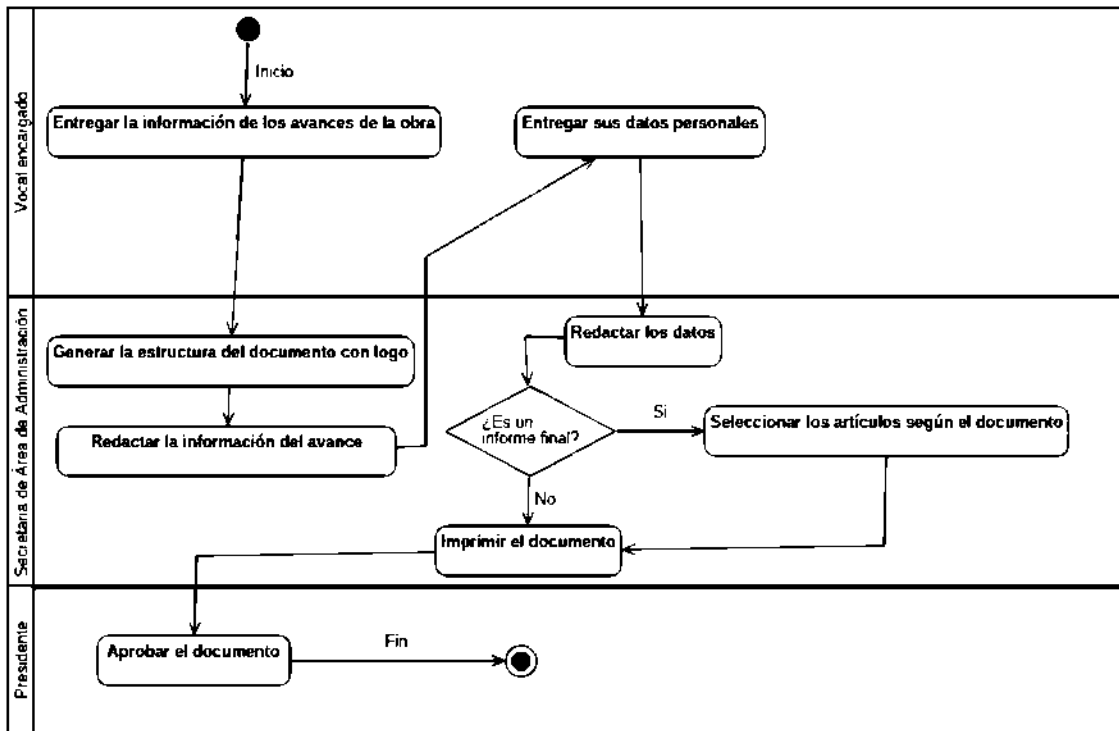 Vocal encargado
Inicio
Entregar la información de los avances de la obra
Entregar sus datos personales
Secretaria de Área de Administración
Generar la estructura del documento con logo
Redactar la información del avance
Redactar los datos
¿Es un
informe final?
Si
Seleccionar los artículos según el documento
No
Imprimir el documento
Presidente
Aprobar el documento
Fin